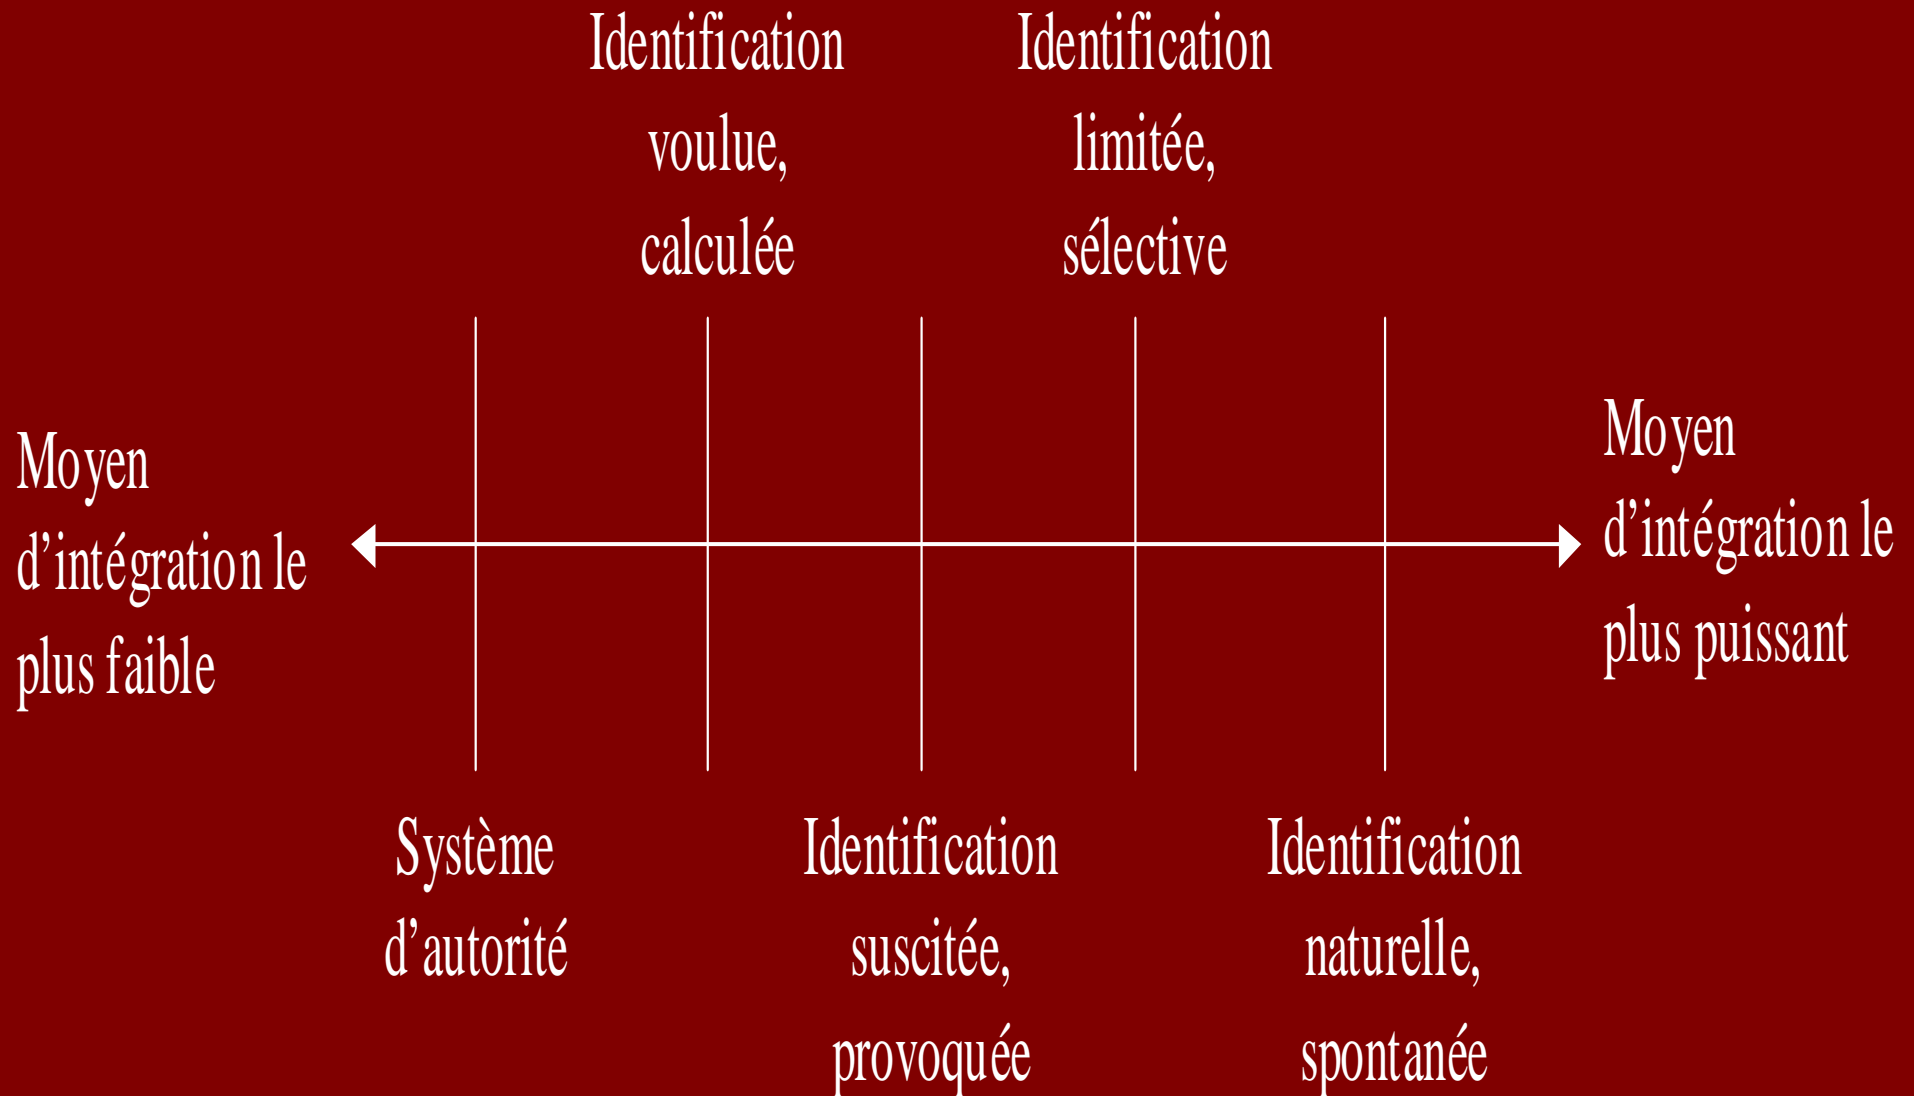 Identification
voulue,
calculée
Identification
limitée,
sélective
Moyen
d’intégration le
plus faible
Moyen
d’intégration le
plus puissant
Système
d’autorité
Identification
suscitée,
provoquée
Identification
naturelle,
spontanée